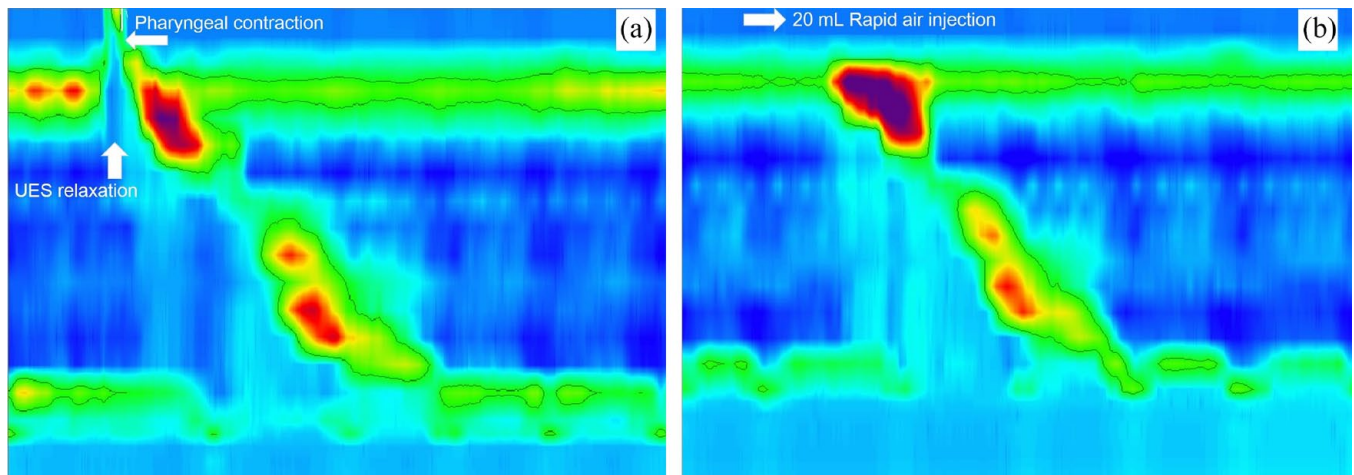 Pharyngeal contraction
(a)
UES relaxation
20 mL Rapid air injection
(b)